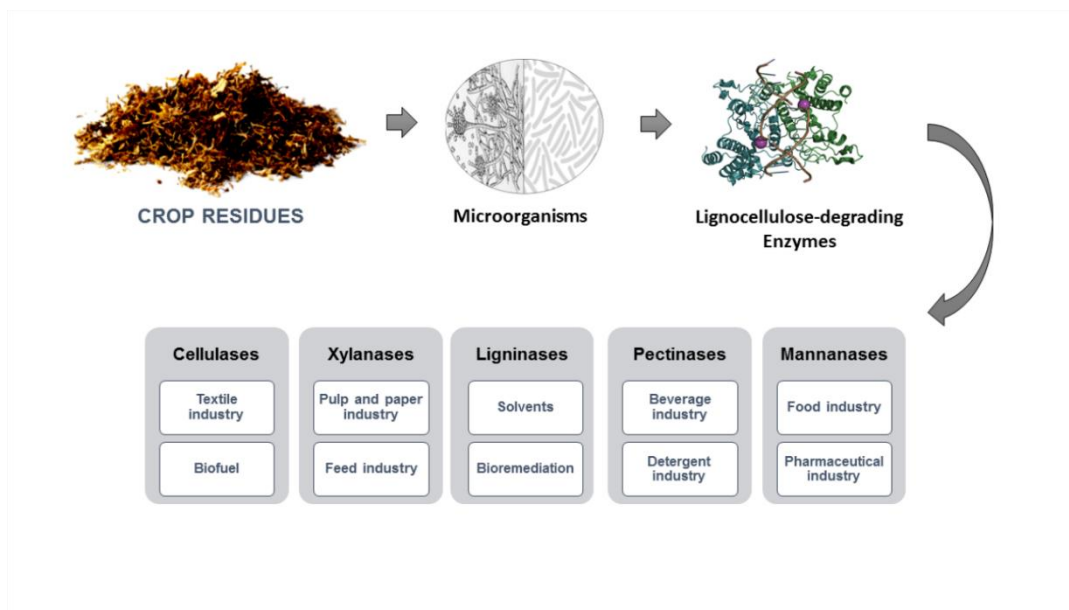 CROP RESIDUES
Microorganisms
Lignocellulose-degrading
Enzymes
Cellulases
Textile
industry
Biofuel
Xylanases
Pulp and paper
industry
Feed industry
Ligninases
Solvents
Bioremediation
Pectinases
Beverage
industry
Detergent
industry
Mannanases
Food industry
Pharmaceutical
industry